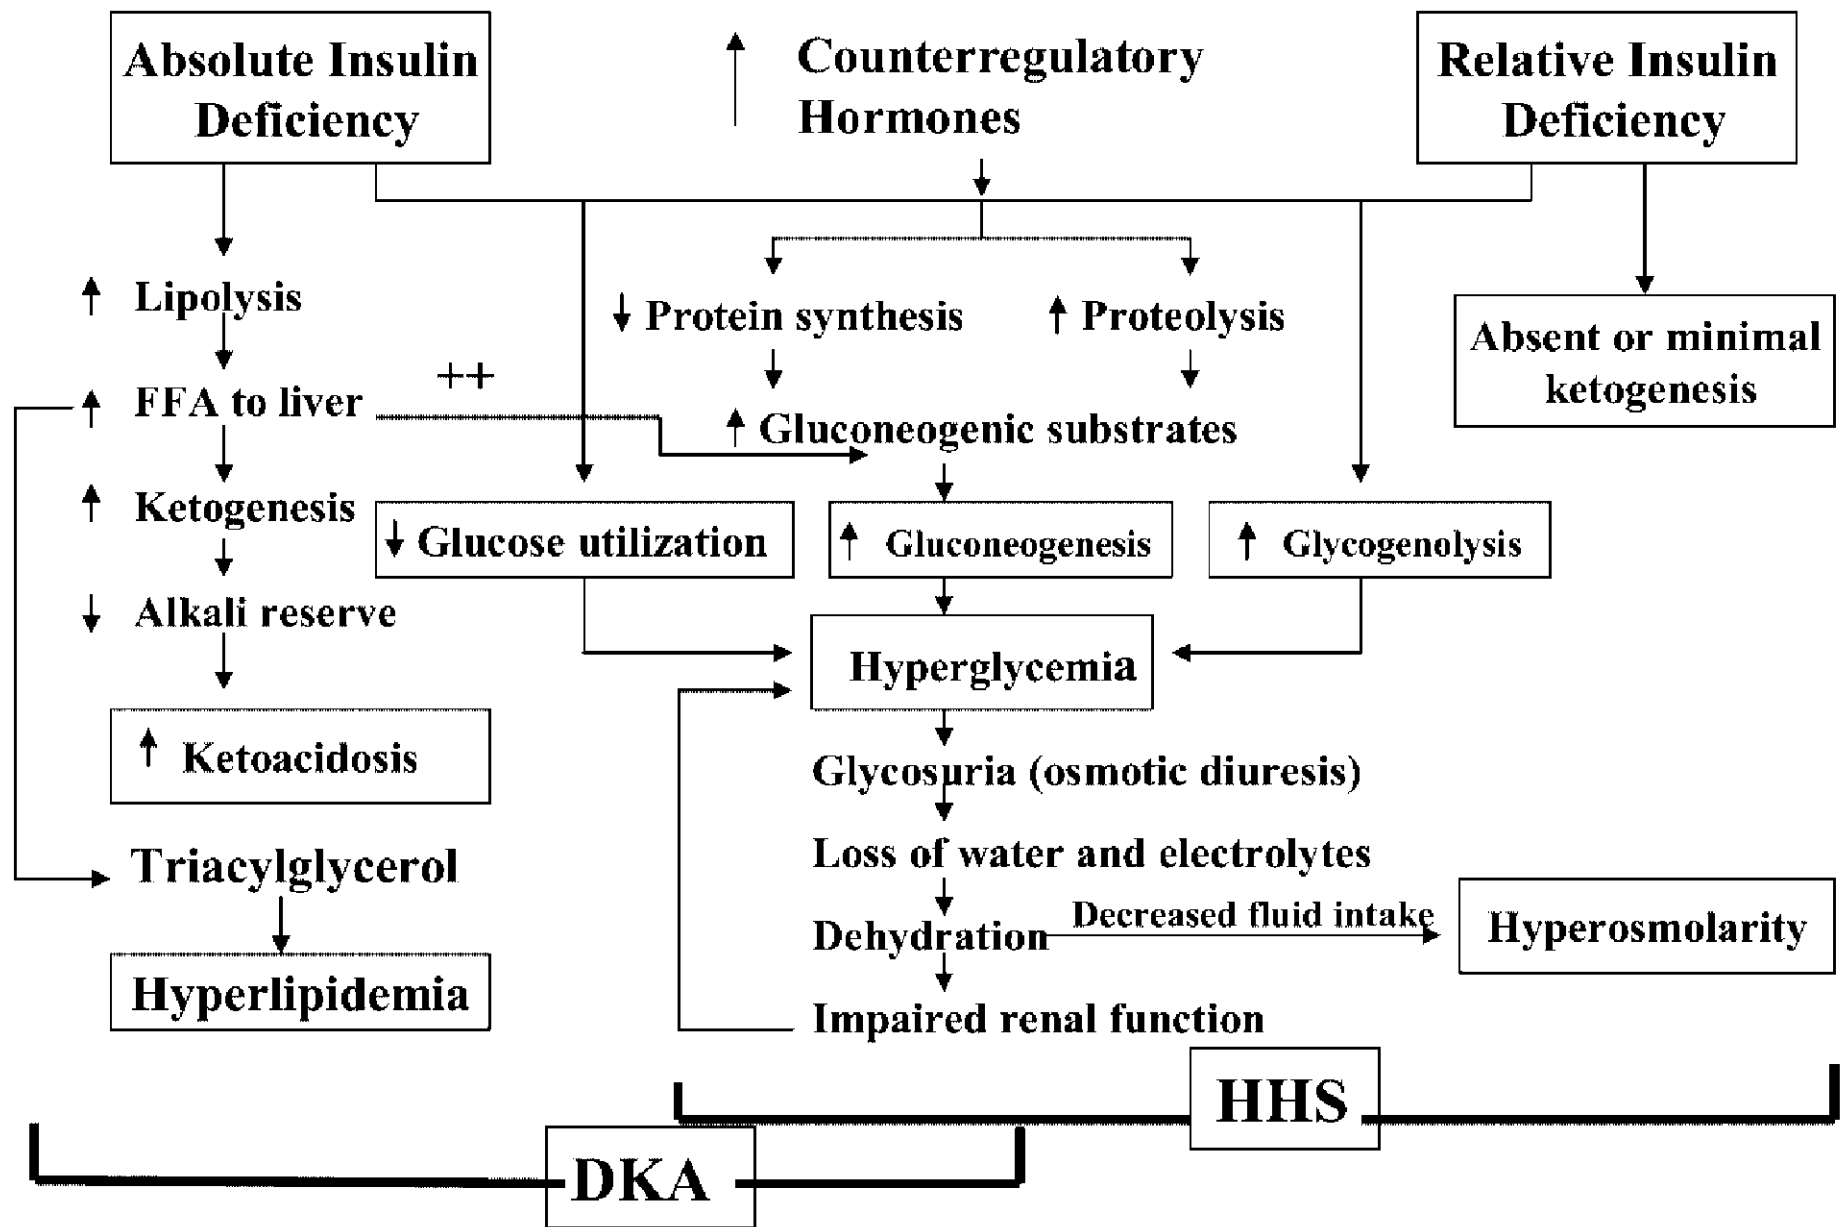 Absolute Insulin
Deficiency
↑ Counterregulatory
Hormones
Relative Insulin
Deficiency
↑ Lipolysis
↑ FFA to liver
↑ Ketogenesis
↓ Alkali reserve
↑ Ketoacidosis
Triacylglycerol
Hyperlipidemia
++
↓ Protein synthesis
↑ Proteolysis
↑ Gluconeogenic substrates
↓ Glucose utilization
↑ Gluconeogenesis
↑ Glycogenolysis
Hyperglycemia
Glycosuria (osmotic diuresis)
Loss of water and electrolytes
Dehydration
Decreased fluid intake
Hyperosmolarity
Impaired renal function
Absent or minimal
ketogenesis
HHS
DKA